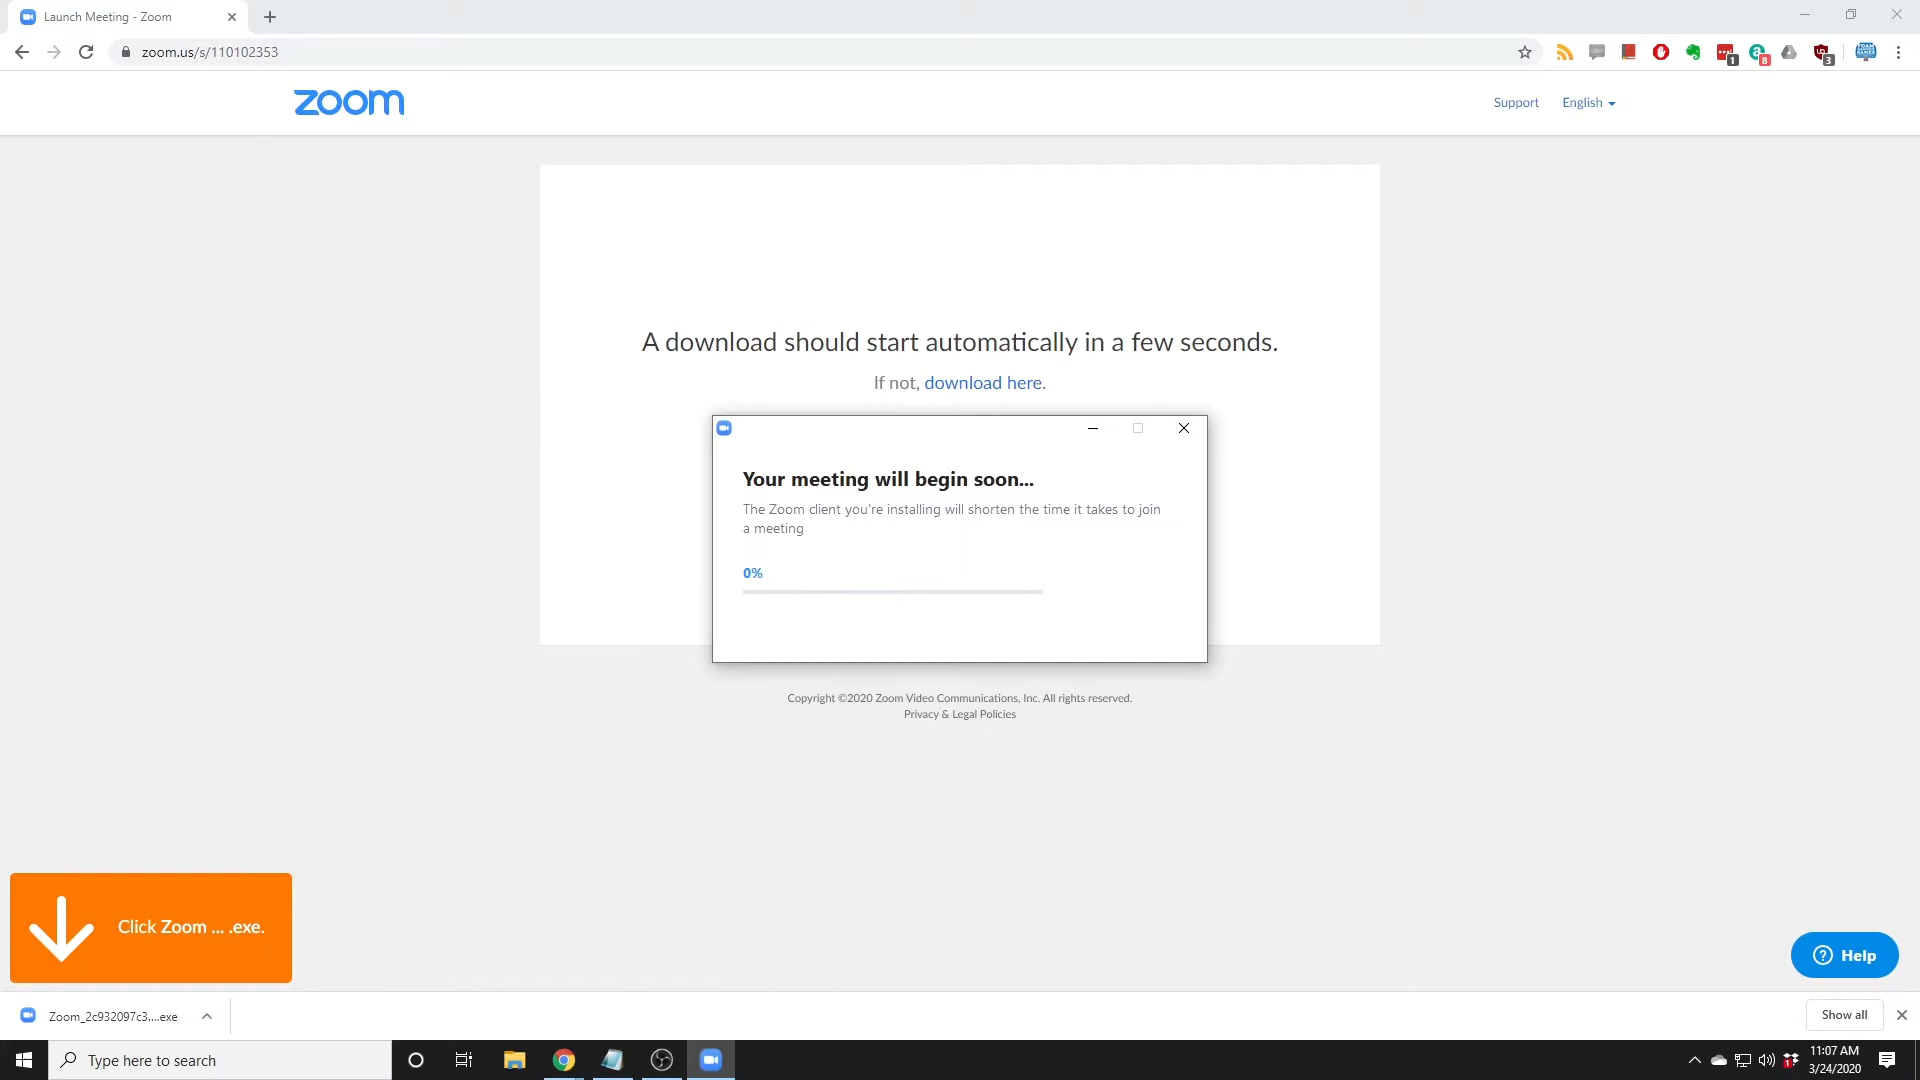 Launch Meeting - Zoom
zoom.us/s/110102353
1
8
3
zoom
Support
English
A download should start automatically in a few seconds.
If not, download here.
Your meeting will begin soon...
The Zoom client you're installing will shorten the time it takes to join
a meeting
0%
Copyright ©2020 Zoom Video Communications, Inc. All rights reserved.
Privacy & Legal Policies
Click Zoom ... .exe.
Help
Zoom_2c932097c3....exe
Show all
Type here to search
11:07 AM
3/24/2020